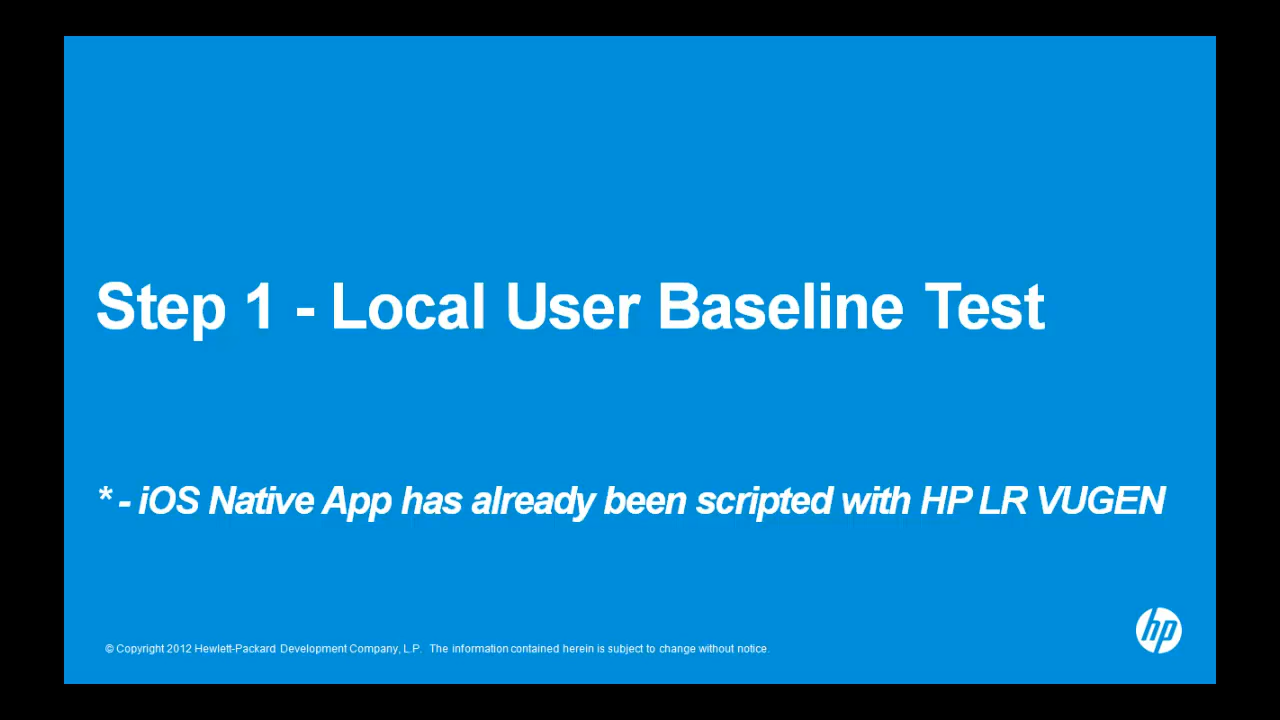 Step 1 - Local User Baseline Test
* - iOS Native App has already been scripted with HP LR VUGEN
hp
© Copyright 2012 Hewlett-Packard Development Company, L.P. The information contained herein is subject to change without notice.